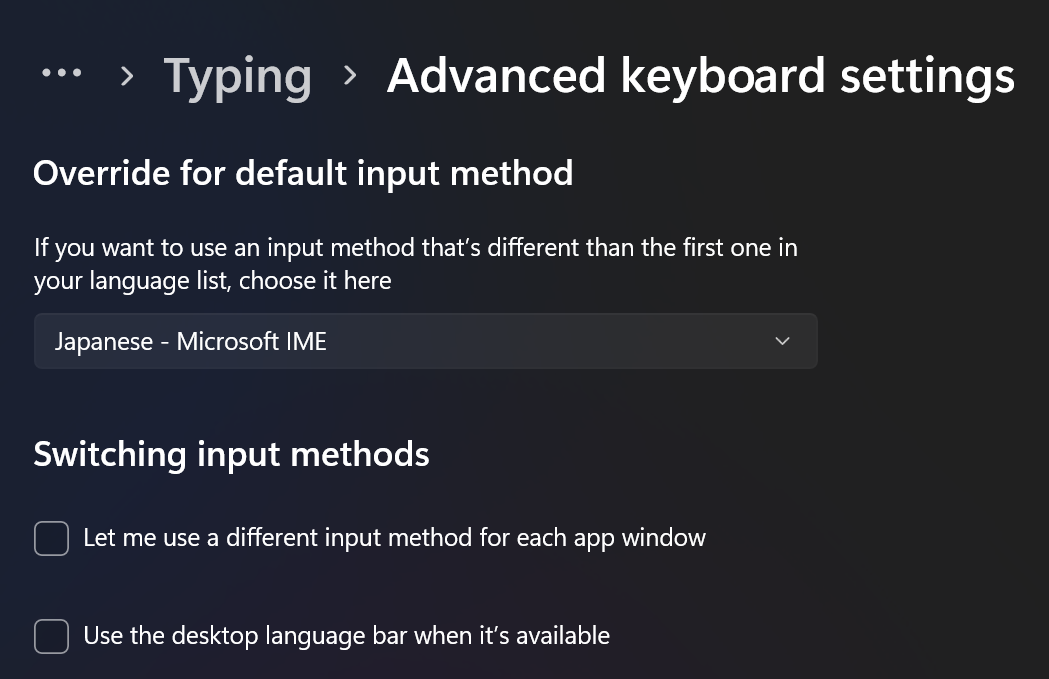 ... > Typing > Advanced keyboard settings
Override for default input method
If you want to use an input method that’s different than the first one in
your language list, choose it here
Japanese - Microsoft IME
Switching input methods
Let me use a different input method for each app window
Use the desktop language bar when it’s available